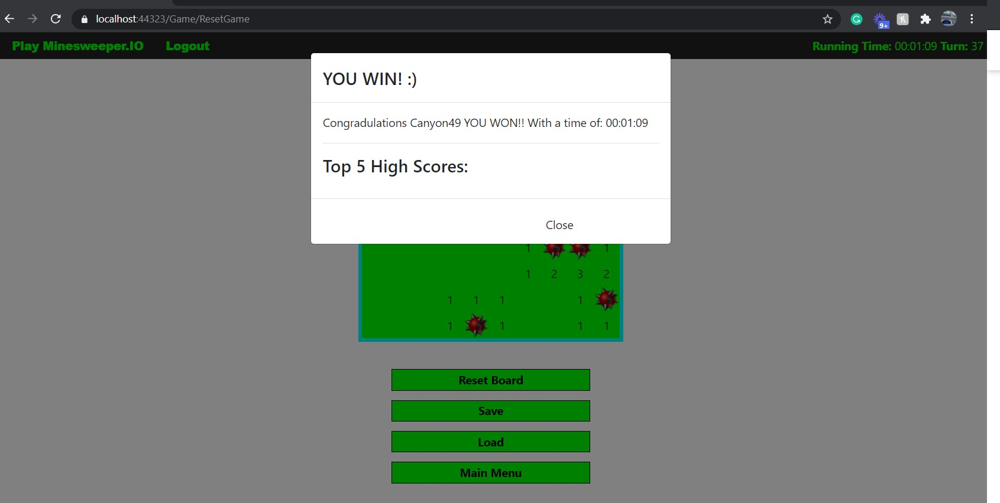 localhost:44323/Game/ResetGame
9+
Play Minesweeper.IO Logout Running Time: 00:01:09 Turn: 37
YOU WIN! :)
Congradulations Canyon49 YOU WON!! With a time of: 00:01:09
Top 5 High Scores:
Close
1 1
1 2 3 2
1 1 1 1
1 1 1 1
Reset Board
Save
Load
Main Menu